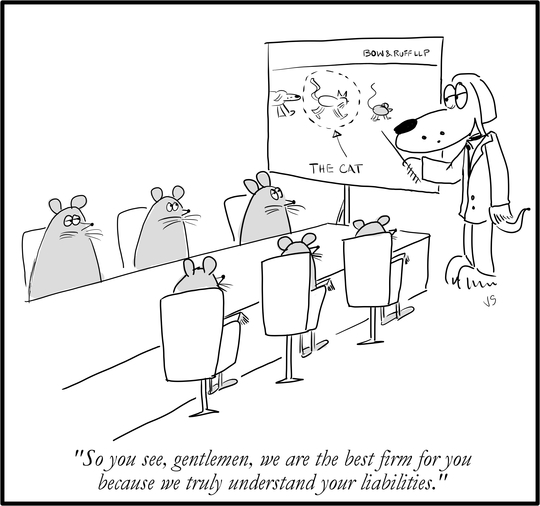 BOW & RUFF LLP
THE CAT
JS
"So you see, gentlemen, we are the best firm for you
because we truly understand your liabilities."